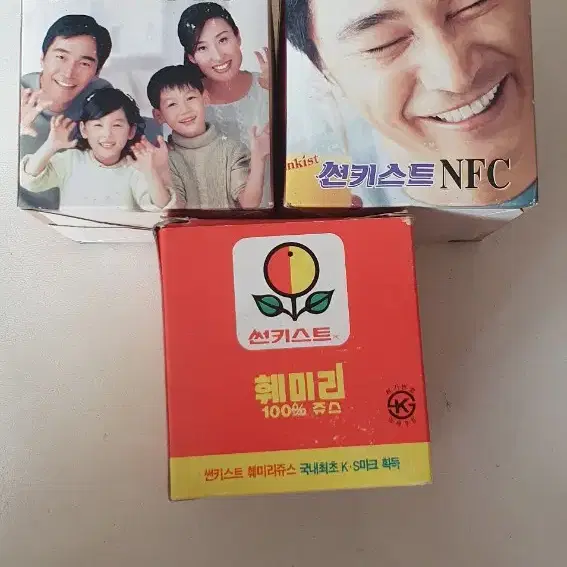 nkist
썬키스트 NFC
썬키스트
훼미리
100% 쥬스
썬키스트 훼미리쥬스 국내최초 K·S마크 획득